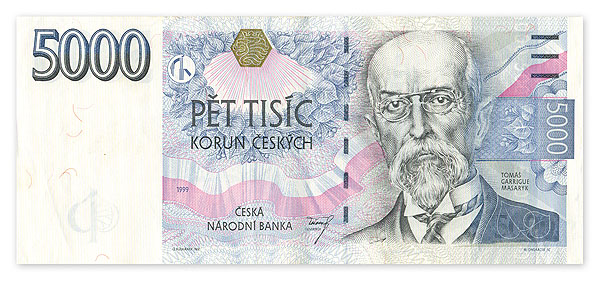 5000
PĚT TISÍC
KORUN ČESKÝCH
5000
TOMÁŠ
GARRIGUE
MASARYK
1999
ČESKÁ
NÁRODNÍ BANKA